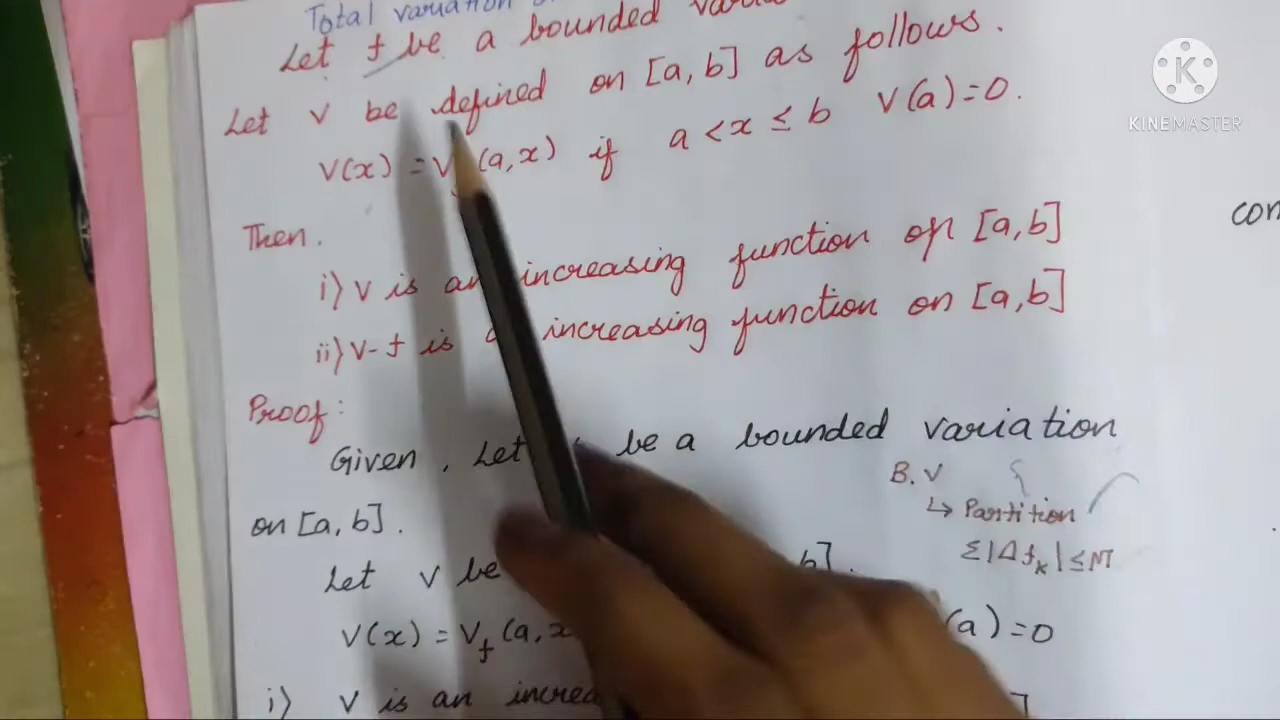 Total variation
Let f be a bounded
Let V be defined on [a, b] as follows.
V(x) = V (a, x) if a < x ≤ b V(a) = 0.
Then.
i) V is an increasing function on [a, b]
ii) V-f is increasing function on [a, b]
Proof:
Given, Let be a bounded variation
on [a, b].
B.V
↳ Partition
Σ|Δf_k| ≤ M
Let V be b].
V(x) = V_f (a, x (a) = 0
i) V is an increa ]
con
KINEMASTER